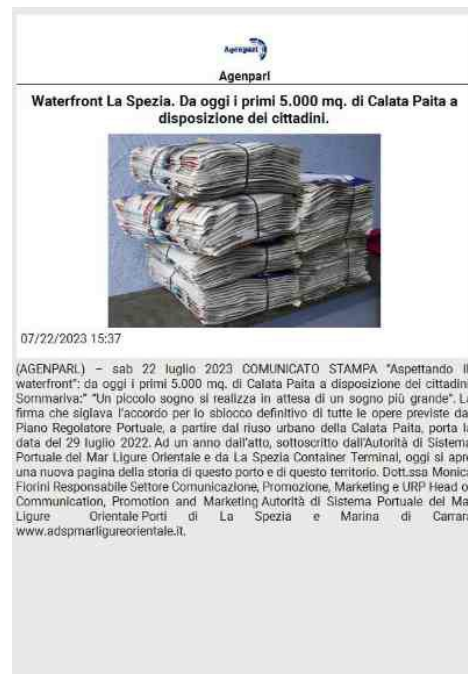 Agenparl
Agenparl
Waterfront La Spezia. Da oggi i primi 5.000 mq. di Calata Paita a
disposizione dei cittadini.
07/22/2023 15:37
(AGENPARL) – sab 22 luglio 2023 COMUNICATO STAMPA "Aspettando il
waterfront": da oggi i primi 5.000 mq. di Calata Paita a disposizione dei cittadini
Sommariva:" "Un piccolo sogno si realizza in attesa di un sogno più grande". La
firma che siglava l'accordo per lo sblocco definitivo di tutte le opere previste da
Piano Regolatore Portuale, a partire dal riuso urbano della Calata Paita, porta la
data del 29 luglio 2022. Ad un anno dall'atto, sottoscritto dall'Autorità di Sistema
Portuale del Mar Ligure Orientale e da La Spezia Container Terminal, oggi si apre
una nuova pagina della storia di questo porto e di questo territorio. Dott.ssa Monica
Fiorini Responsabile Settore Comunicazione, Promozione, Marketing e URP Head o
Communication, Promotion and Marketing Autorità di Sistema Portuale del Mar
Ligure Orientale Porti di La Spezia e Marina di Carrara
www.adspmarligureorientale.it.